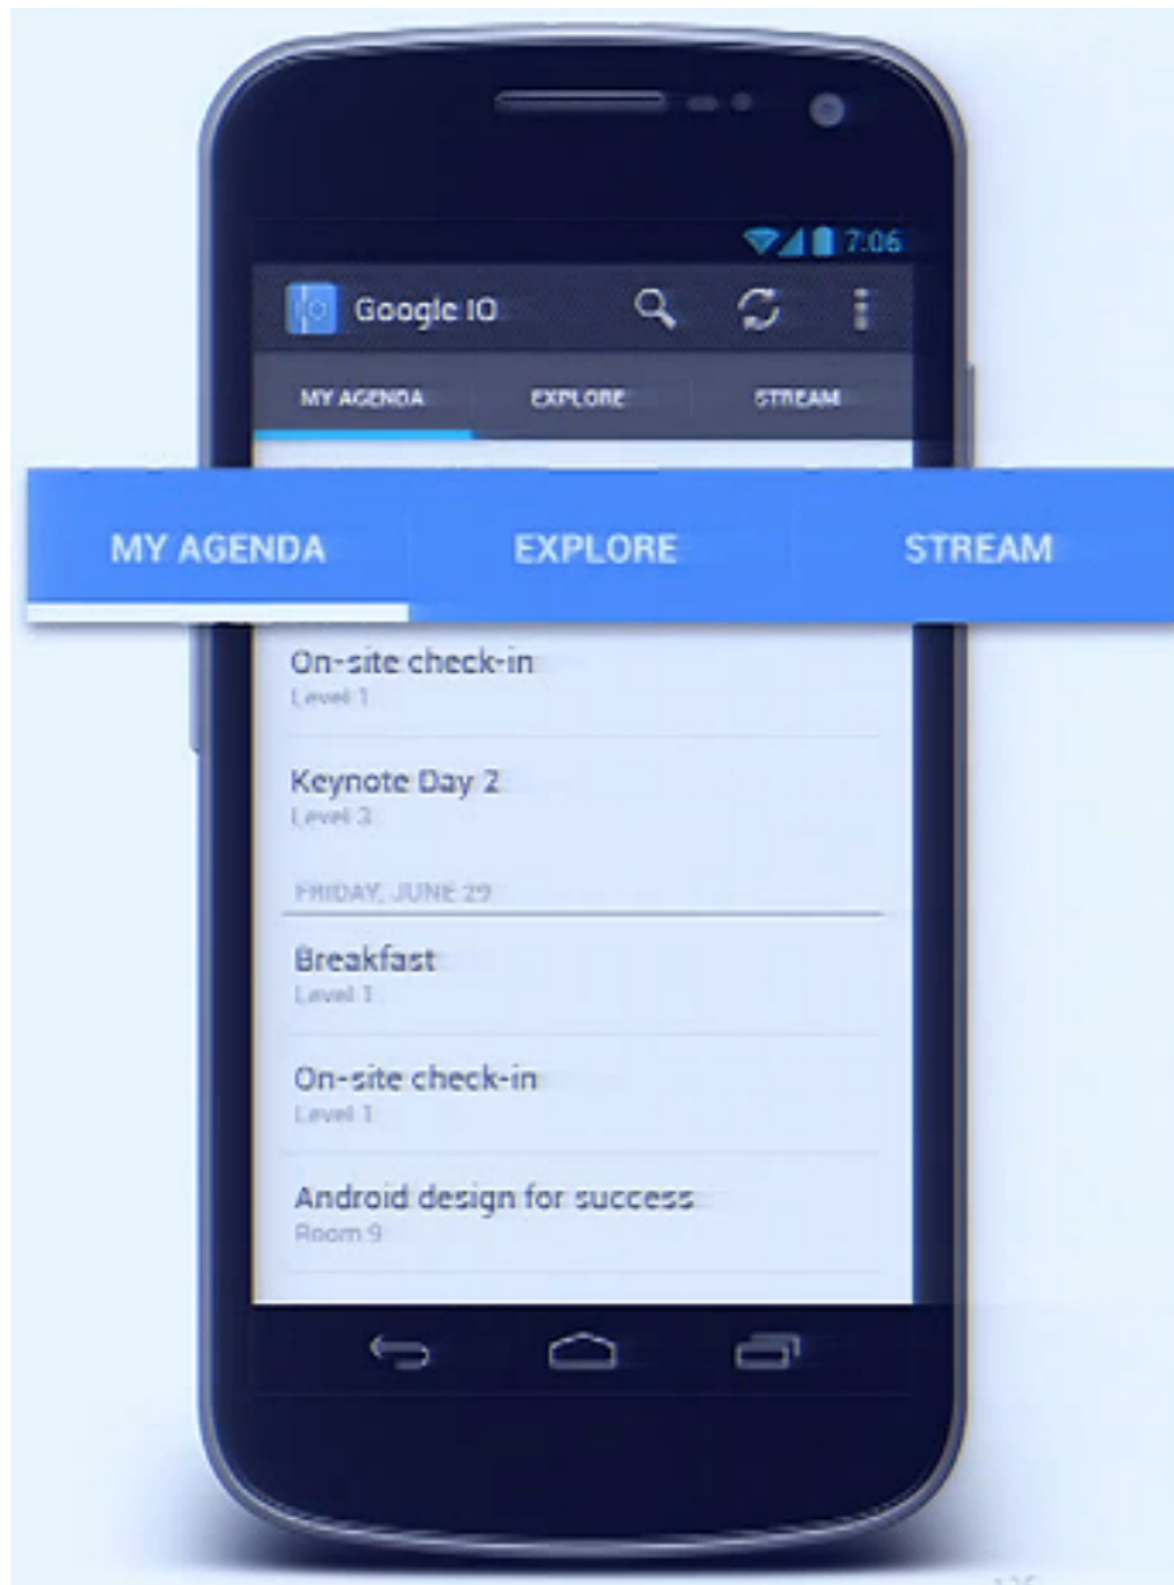 7:06
Google IO
MY AGENDA EXPLORE STREAM
MY AGENDA EXPLORE STREAM
On-site check-in
Level 1
Keynote Day 2
Level 3
FRIDAY, JUNE 29
Breakfast
Level 1
On-site check-in
Level 1
Android design for success
Room 9